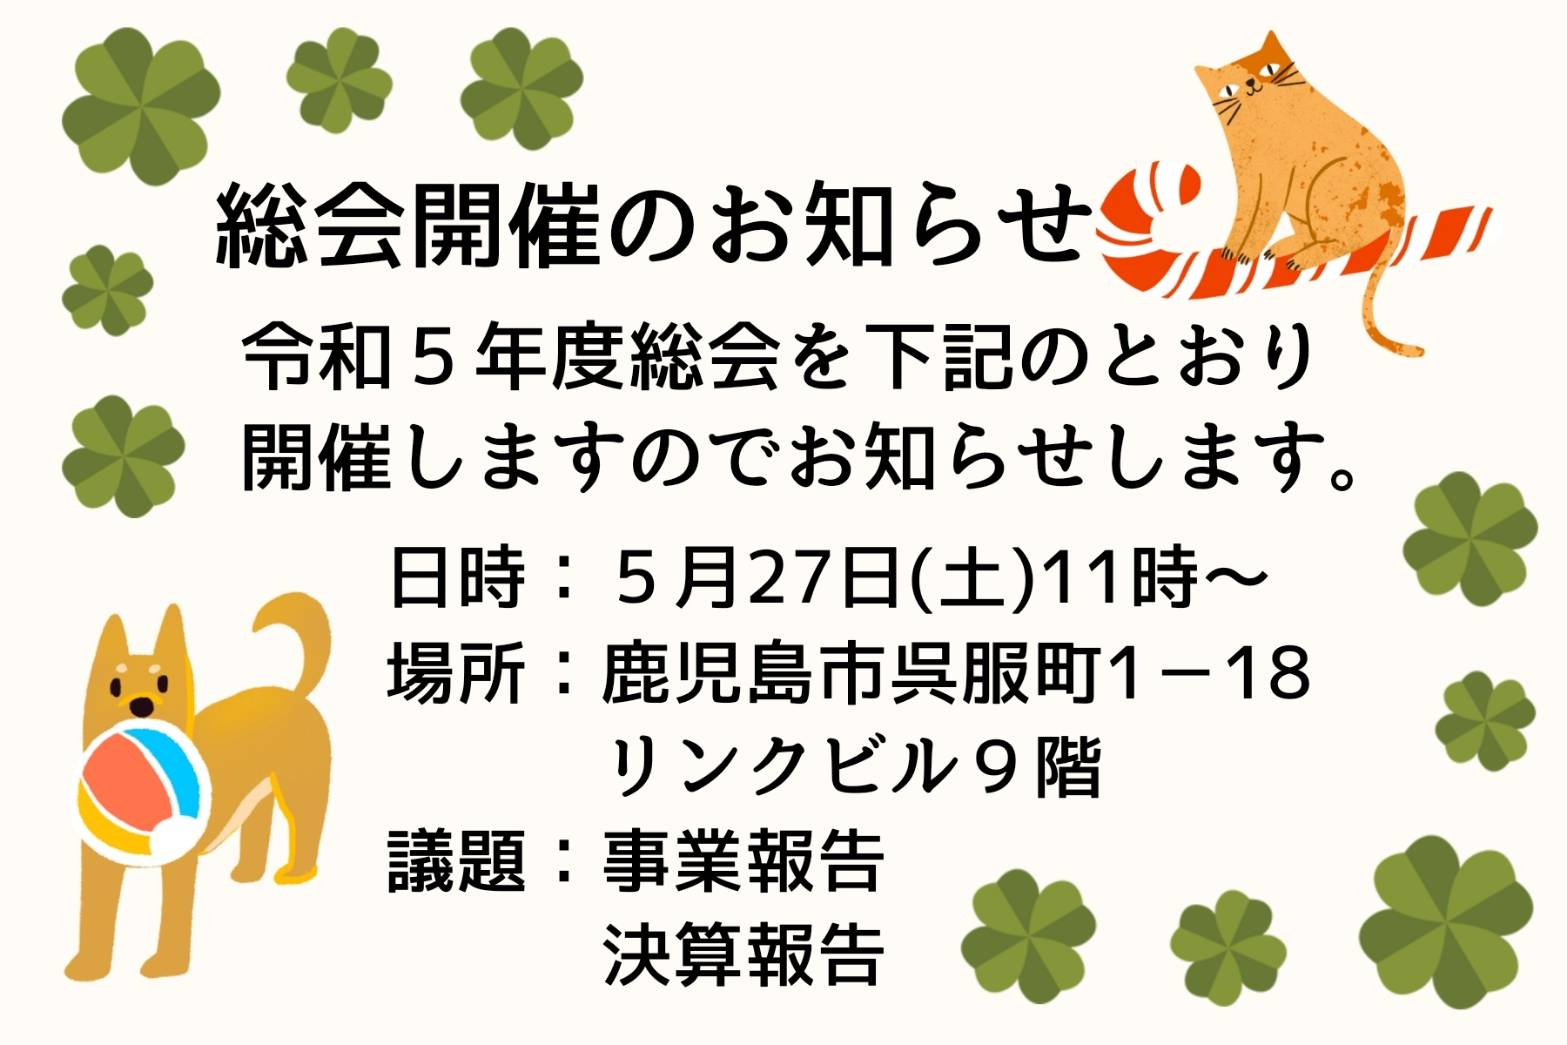 総会開催のお知らせ
令和５年度総会を下記のとおり
開催しますのでお知らせします。
日時：５月27日(土)11時～
場所：鹿児島市呉服町1－18
リンクビル９階
議題：事業報告
決算報告